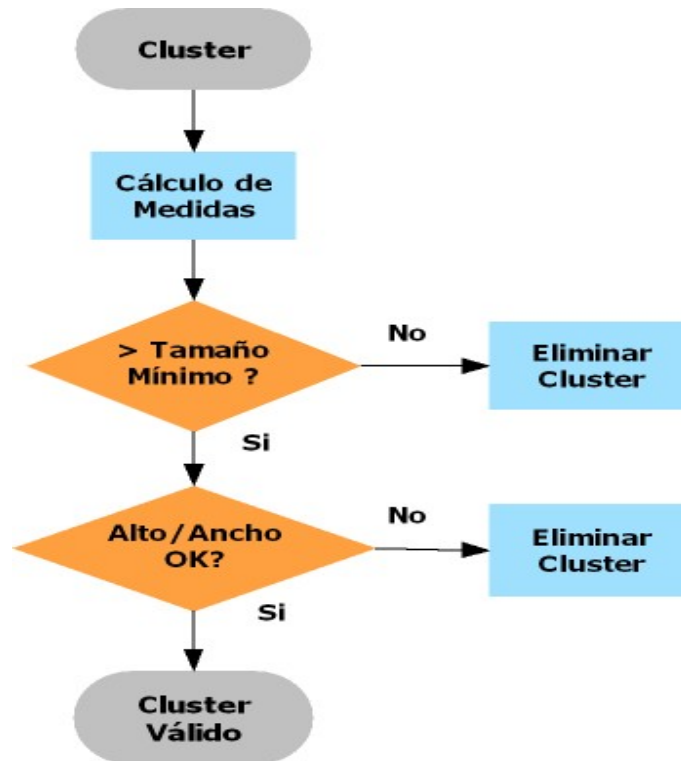 Cluster
Cálculo de
Medidas
> Tamaño
Mínimo ?
No
Eliminar
Cluster
Si
Alto/Ancho
OK?
No
Eliminar
Cluster
Si
Cluster
Válido